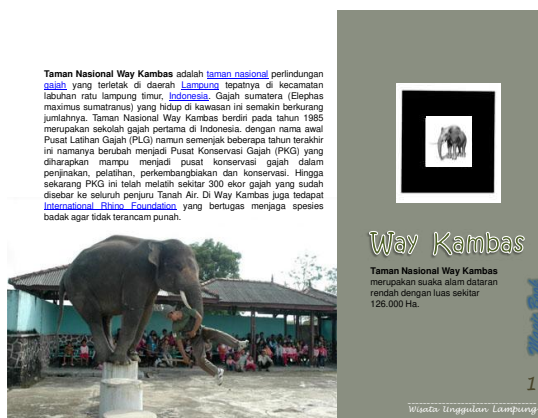 Taman Nasional Way Kambas adalah taman nasional perlindungan
gajah yang terletak di daerah Lampung tepatnya di kecamatan
labuhan ratu lampung timur, Indonesia. Gajah sumatera (Elephas
maximus sumatranus) yang hidup di kawasan ini semakin berkurang
jumlahnya. Taman Nasional Way Kambas berdiri pada tahun 1985
merupakan sekolah gajah pertama di Indonesia. dengan nama awal
Pusat Latihan Gajah (PLG) namun semenjak beberapa tahun terakhir
ini namanya berubah menjadi Pusat Konservasi Gajah (PKG) yang
diharapkan mampu menjadi pusat konservasi gajah dalam
penjinakan, pelatihan, perkembangbiakan dan konservasi. Hingga
sekarang PKG ini telah melatih sekitar 300 ekor gajah yang sudah
disebar ke seluruh penjuru Tanah Air. Di Way Kambas juga tedapat
International Rhino Foundation yang bertugas menjaga spesies
badak agar tidak terancam punah.
Way Kambas
Taman Nasional Way Kambas
merupakan suaka alam dataran
rendah dengan luas sekitar
126.000 Ha.
1
Wisata Unggulan Lampung